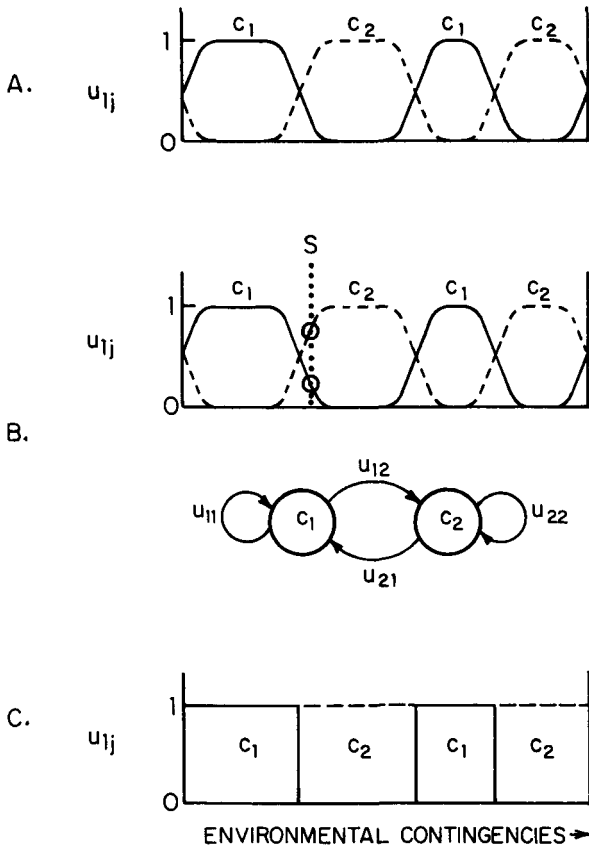 A.
u1j
1
0
c1 c2 c1 c2
B.
S
u1j
1
0
c1 c2 c1 c2
u11 c1 u12 c2 u22
u21
C.
u1j
1
0
c1 c2 c1 c2
ENVIRONMENTAL CONTINGENCIES→